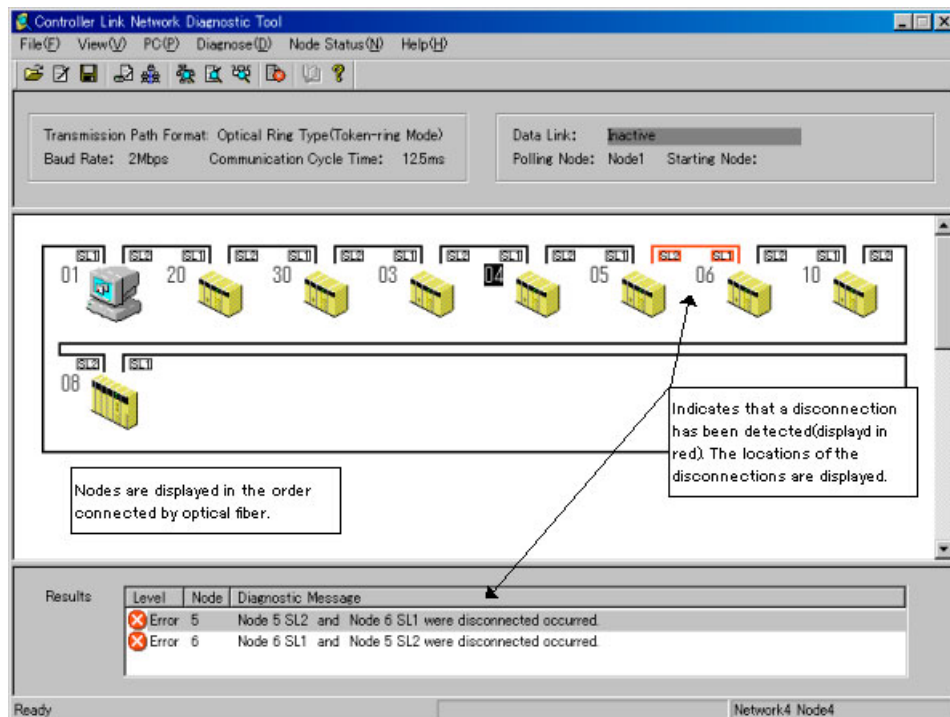 Controller Link Network Diagnostic Tool
File(F) View(V) PC(P) Diagnose(D) Node Status(N) Help(H)
Transmission Path Format: Optical Ring Type(Token-ring Mode)
Baud Rate: 2Mbps Communication Cycle Time: 125ms
Data Link: Inactive
Polling Node: Node1 Starting Node:
SL1 SL2 SL1 SL2 SL1 SL2 SL1 SL2 SL1 SL2 SL1 SL2 SL1 SL2 SL1 SL2
01 20 30 03 04 05 06 10
SL2 SL1
08
Indicates that a disconnection
has been detected(displayd in
red). The locations of the
disconnections are displayed.
Nodes are displayed in the order
connected by optical fiber.
Results
Level Node Diagnostic Message
Error 5 Node 5 SL2 and Node 6 SL1 were disconnected occurred.
Error 6 Node 6 SL1 and Node 5 SL2 were disconnected occurred.
Ready Network4 Node4